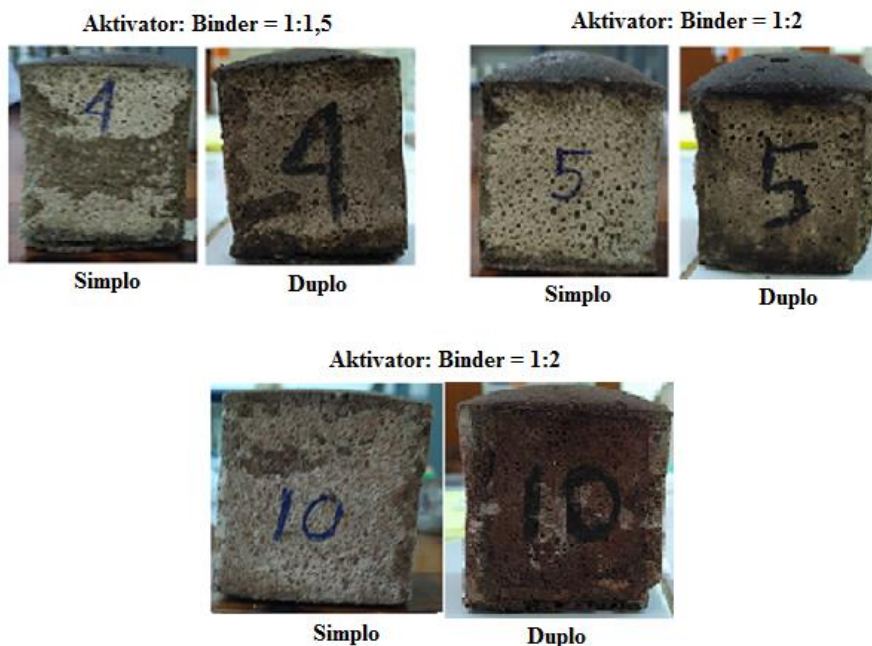 Aktivator: Binder = 1:1,5
Aktivator: Binder = 1:2
4
4
5
5
Simplo
Duplo
Simplo
Duplo
Aktivator: Binder = 1:2
10
10
Simplo
Duplo